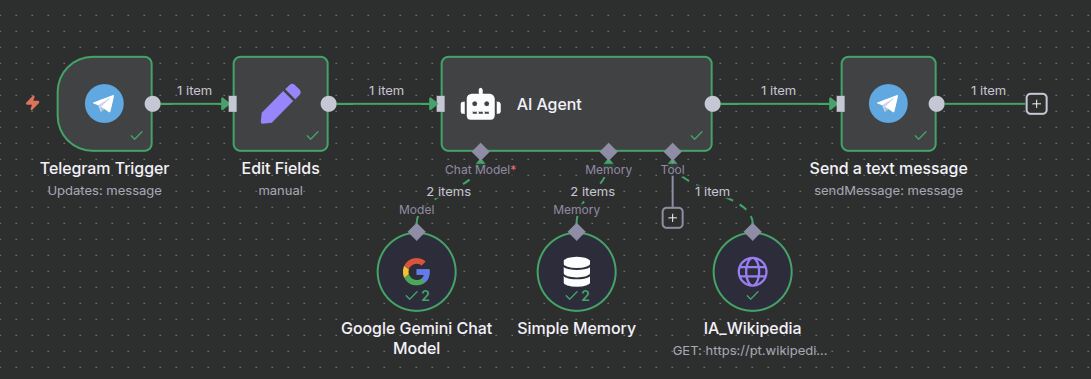 1 item
1 item
AI Agent
1 item
1 item
Telegram Trigger
Updates: message
Edit Fields
manual
Chat Model*
Memory
Tool
Send a text message
sendMessage: message
2 items
2 items
1 item
Model
Memory
2
2
Google Gemini Chat
Model
Simple Memory
IA_Wikipedia
GET: https://pt.wikipedi...